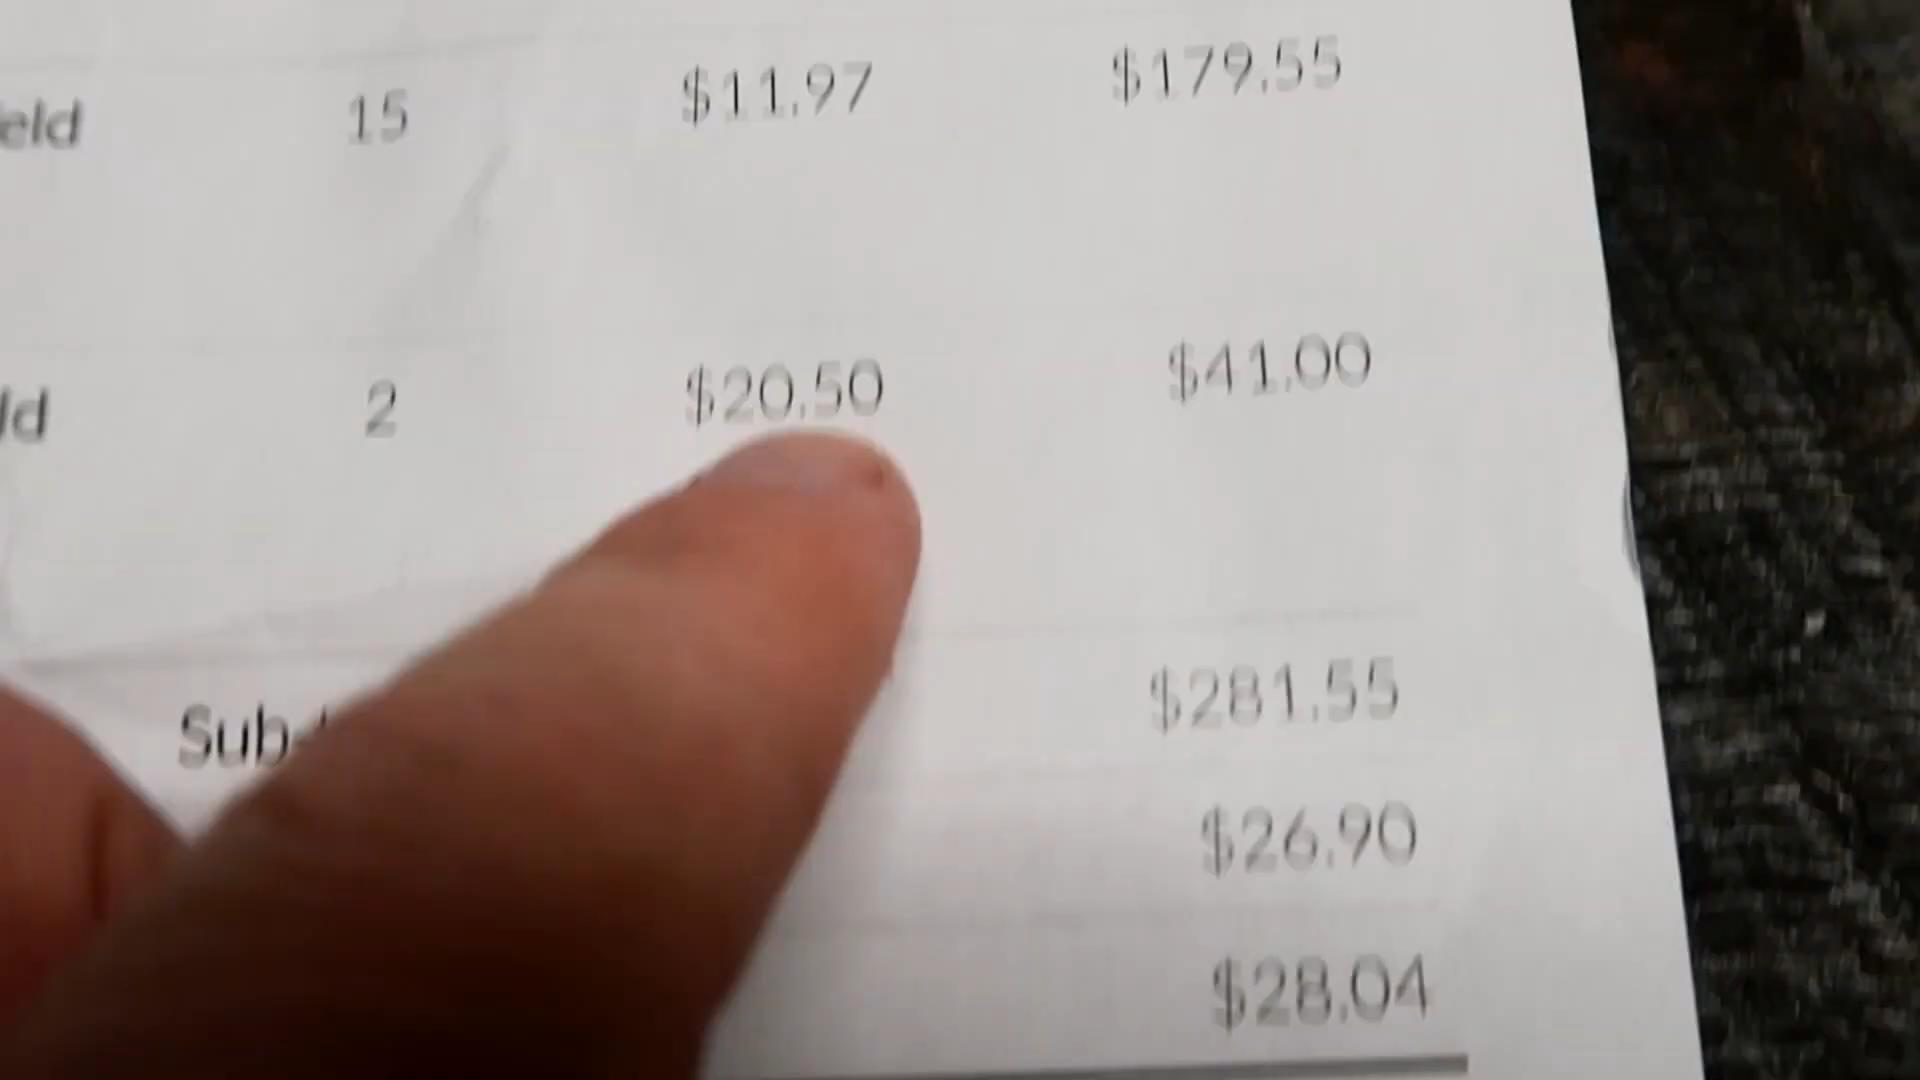 eld 15 $11.97 $179.55
ld 2 $20.50 $41.00
Sub- $281.55
$26.90
$28.04